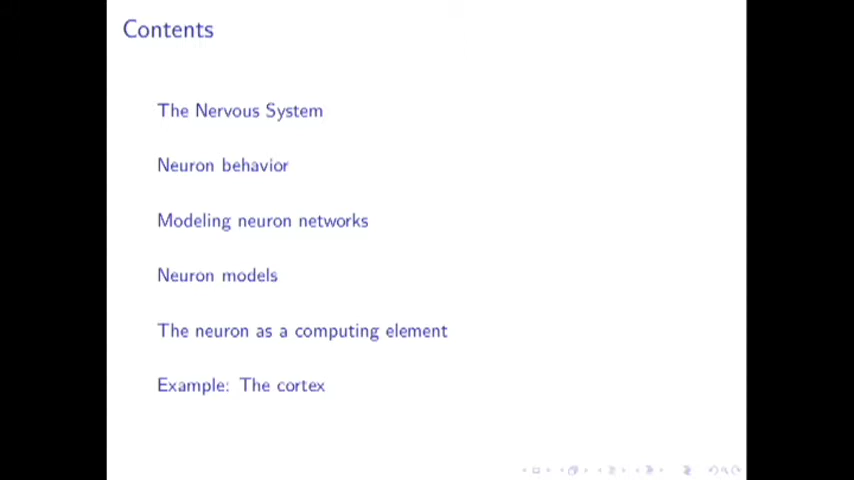 Contents
The Nervous System
Neuron behavior
Modeling neuron networks
Neuron models
The neuron as a computing element
Example: The cortex